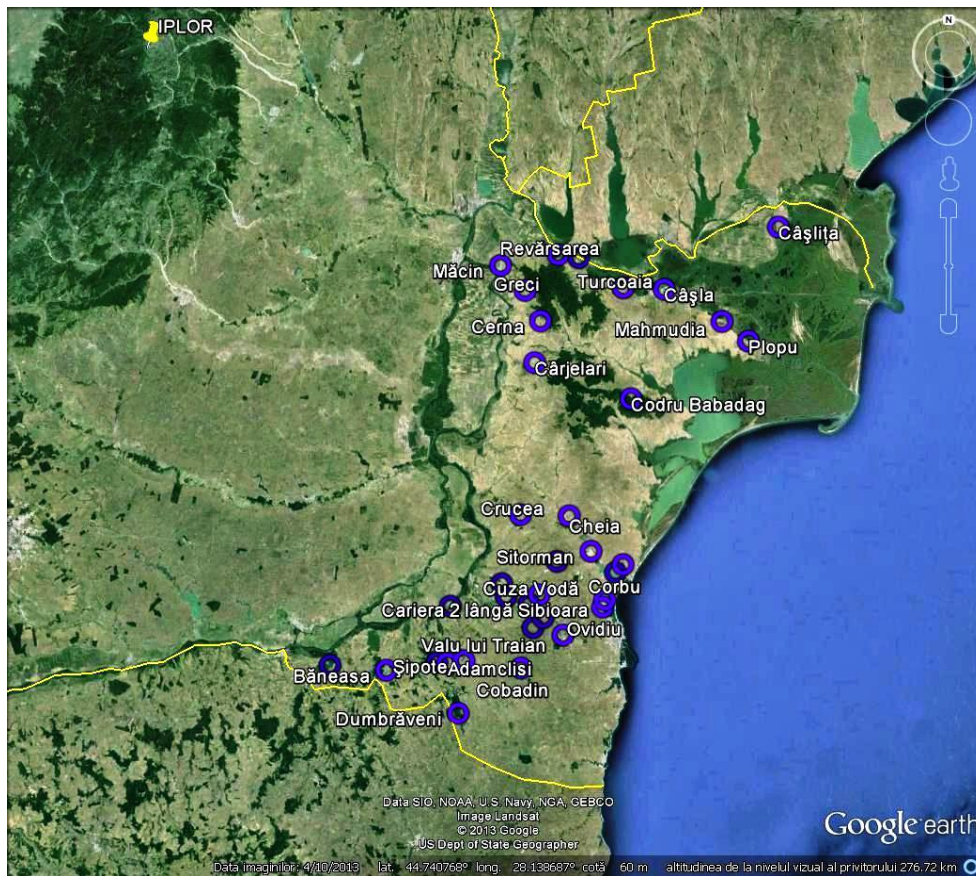 IPLOR
N
Câșlița
Revărsarea
Măcin
Turcoaia
Greci
Câșla
Cerna
Mahmudia
Plopu
Cârjelari
Codru Babadag
Crucea
Cheia
Sitorman
Cuza Vodă
Corbu
Cariera 2 lângă Sibioara
Ovidiu
Valu lui Traian
Șipote
Adamclisi
Băneasa
Cobadin
Dumbrăveni
Data SIO, NOAA, U.S. Navy, NGA, GEBCO
Image Landsat
© 2013 Google
US Dept of State Geographer
Google earth
Data imaginilor: 4/10/2013 lat. 44.740768° long. 28.138687° cotă 60 m altitudinea de la nivelul vizual al privitorului 276.72 km